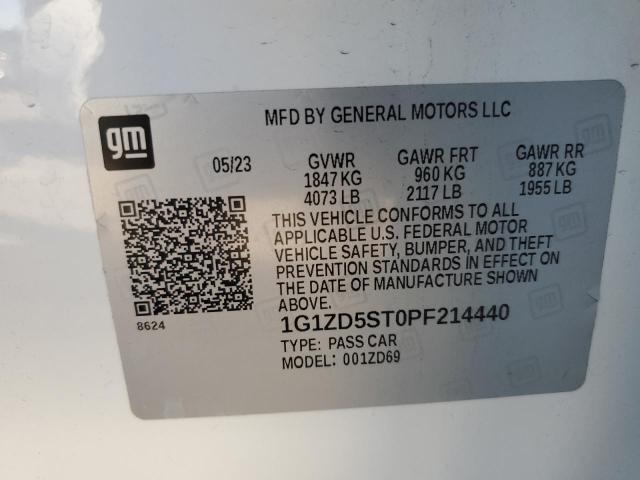 gm
MFD BY GENERAL MOTORS LLC
05/23 GVWR GAWR FRT GAWR RR
1847 KG 960 KG 887 KG
4073 LB 2117 LB 1955 LB
THIS VEHICLE CONFORMS TO ALL
APPLICABLE U.S. FEDERAL MOTOR
VEHICLE SAFETY, BUMPER, AND THEFT
PREVENTION STANDARDS IN EFFECT ON
THE DATE OF MANUFACTURE SHOWN
ABOVE.
8624
1G1ZD5ST0PF214440
TYPE: PASS CAR
MODEL: 001ZD69